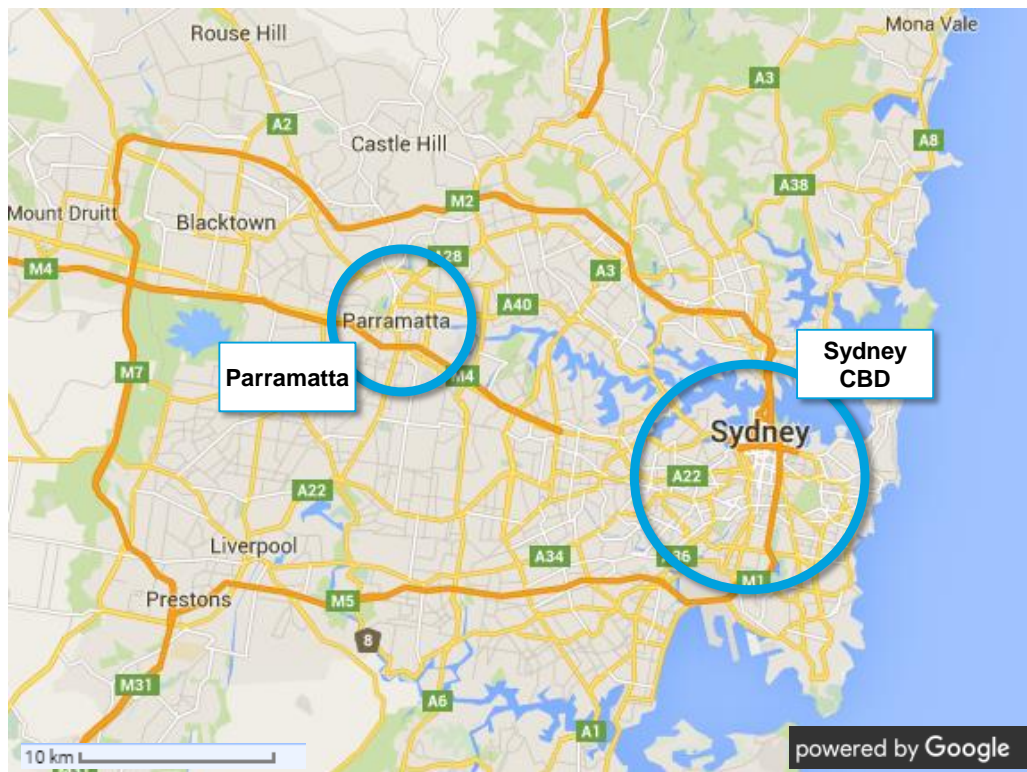 Rouse Hill
Mona Vale
A3
A2
Castle Hill
A8
A38
M2
Mount Druitt
Blacktown
A28
M4
A3
A40
Parramatta
Sydney
CBD
M7
Parramatta
M4
Sydney
A22
A22
Liverpool
A34
A36
M1
Prestons
M5
8
M31
A6
A1
10 km
powered by Google